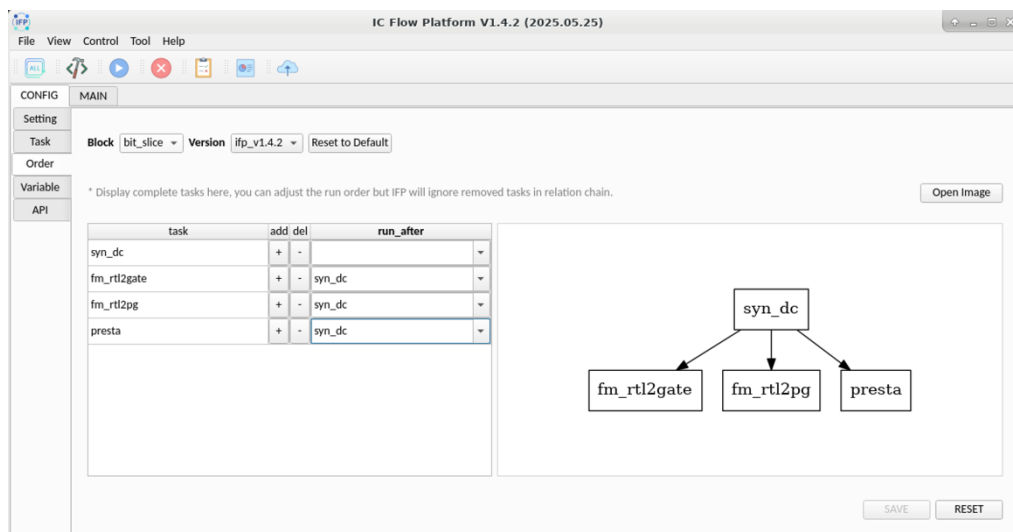 IFP
IC Flow Platform V1.4.2 (2025.05.25)
File View Control Tool Help
ALL
CONFIG MAIN
Setting
Task
Order
Variable
API
Block bit_slice Version ifp_v1.4.2 Reset to Default
* Display complete tasks here, you can adjust the run order but IFP will ignore removed tasks in relation chain.
Open Image
task add del run_after
syn_dc + -
fm_rtl2gate + - syn_dc
fm_rtl2pg + - syn_dc
presta + - syn_dc
syn_dc
fm_rtl2gate fm_rtl2pg presta
SAVE RESET